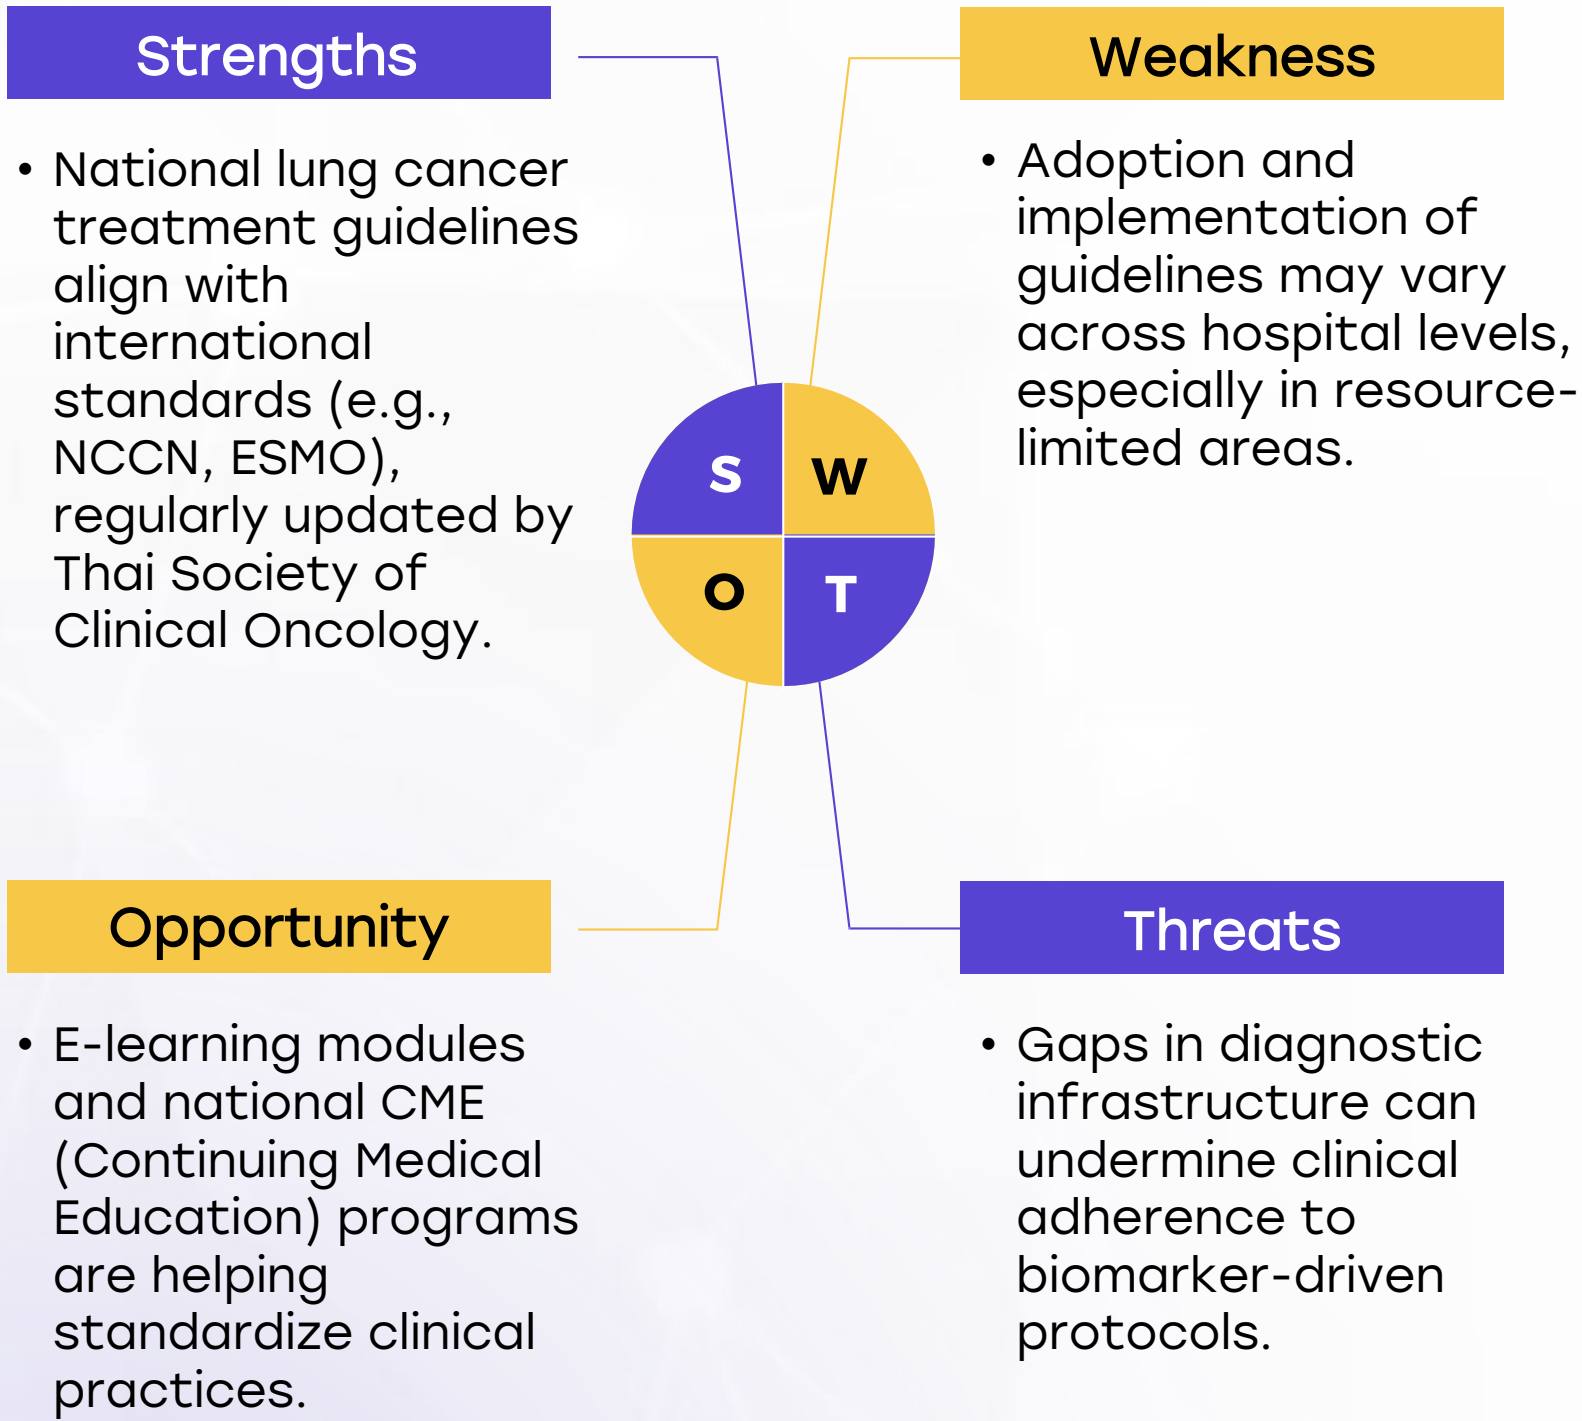 Strengths
• National lung cancer
treatment guidelines
align with
international
standards (e.g.,
NCCN, ESMO),
regularly updated by
Thai Society of
Clinical Oncology.
Weakness
• Adoption and
implementation of
guidelines may vary
across hospital levels,
especially in resource-
limited areas.
S
W
O
T
Opportunity
• E-learning modules
and national CME
(Continuing Medical
Education) programs
are helping
standardize clinical
practices.
Threats
• Gaps in diagnostic
infrastructure can
undermine clinical
adherence to
biomarker-driven
protocols.